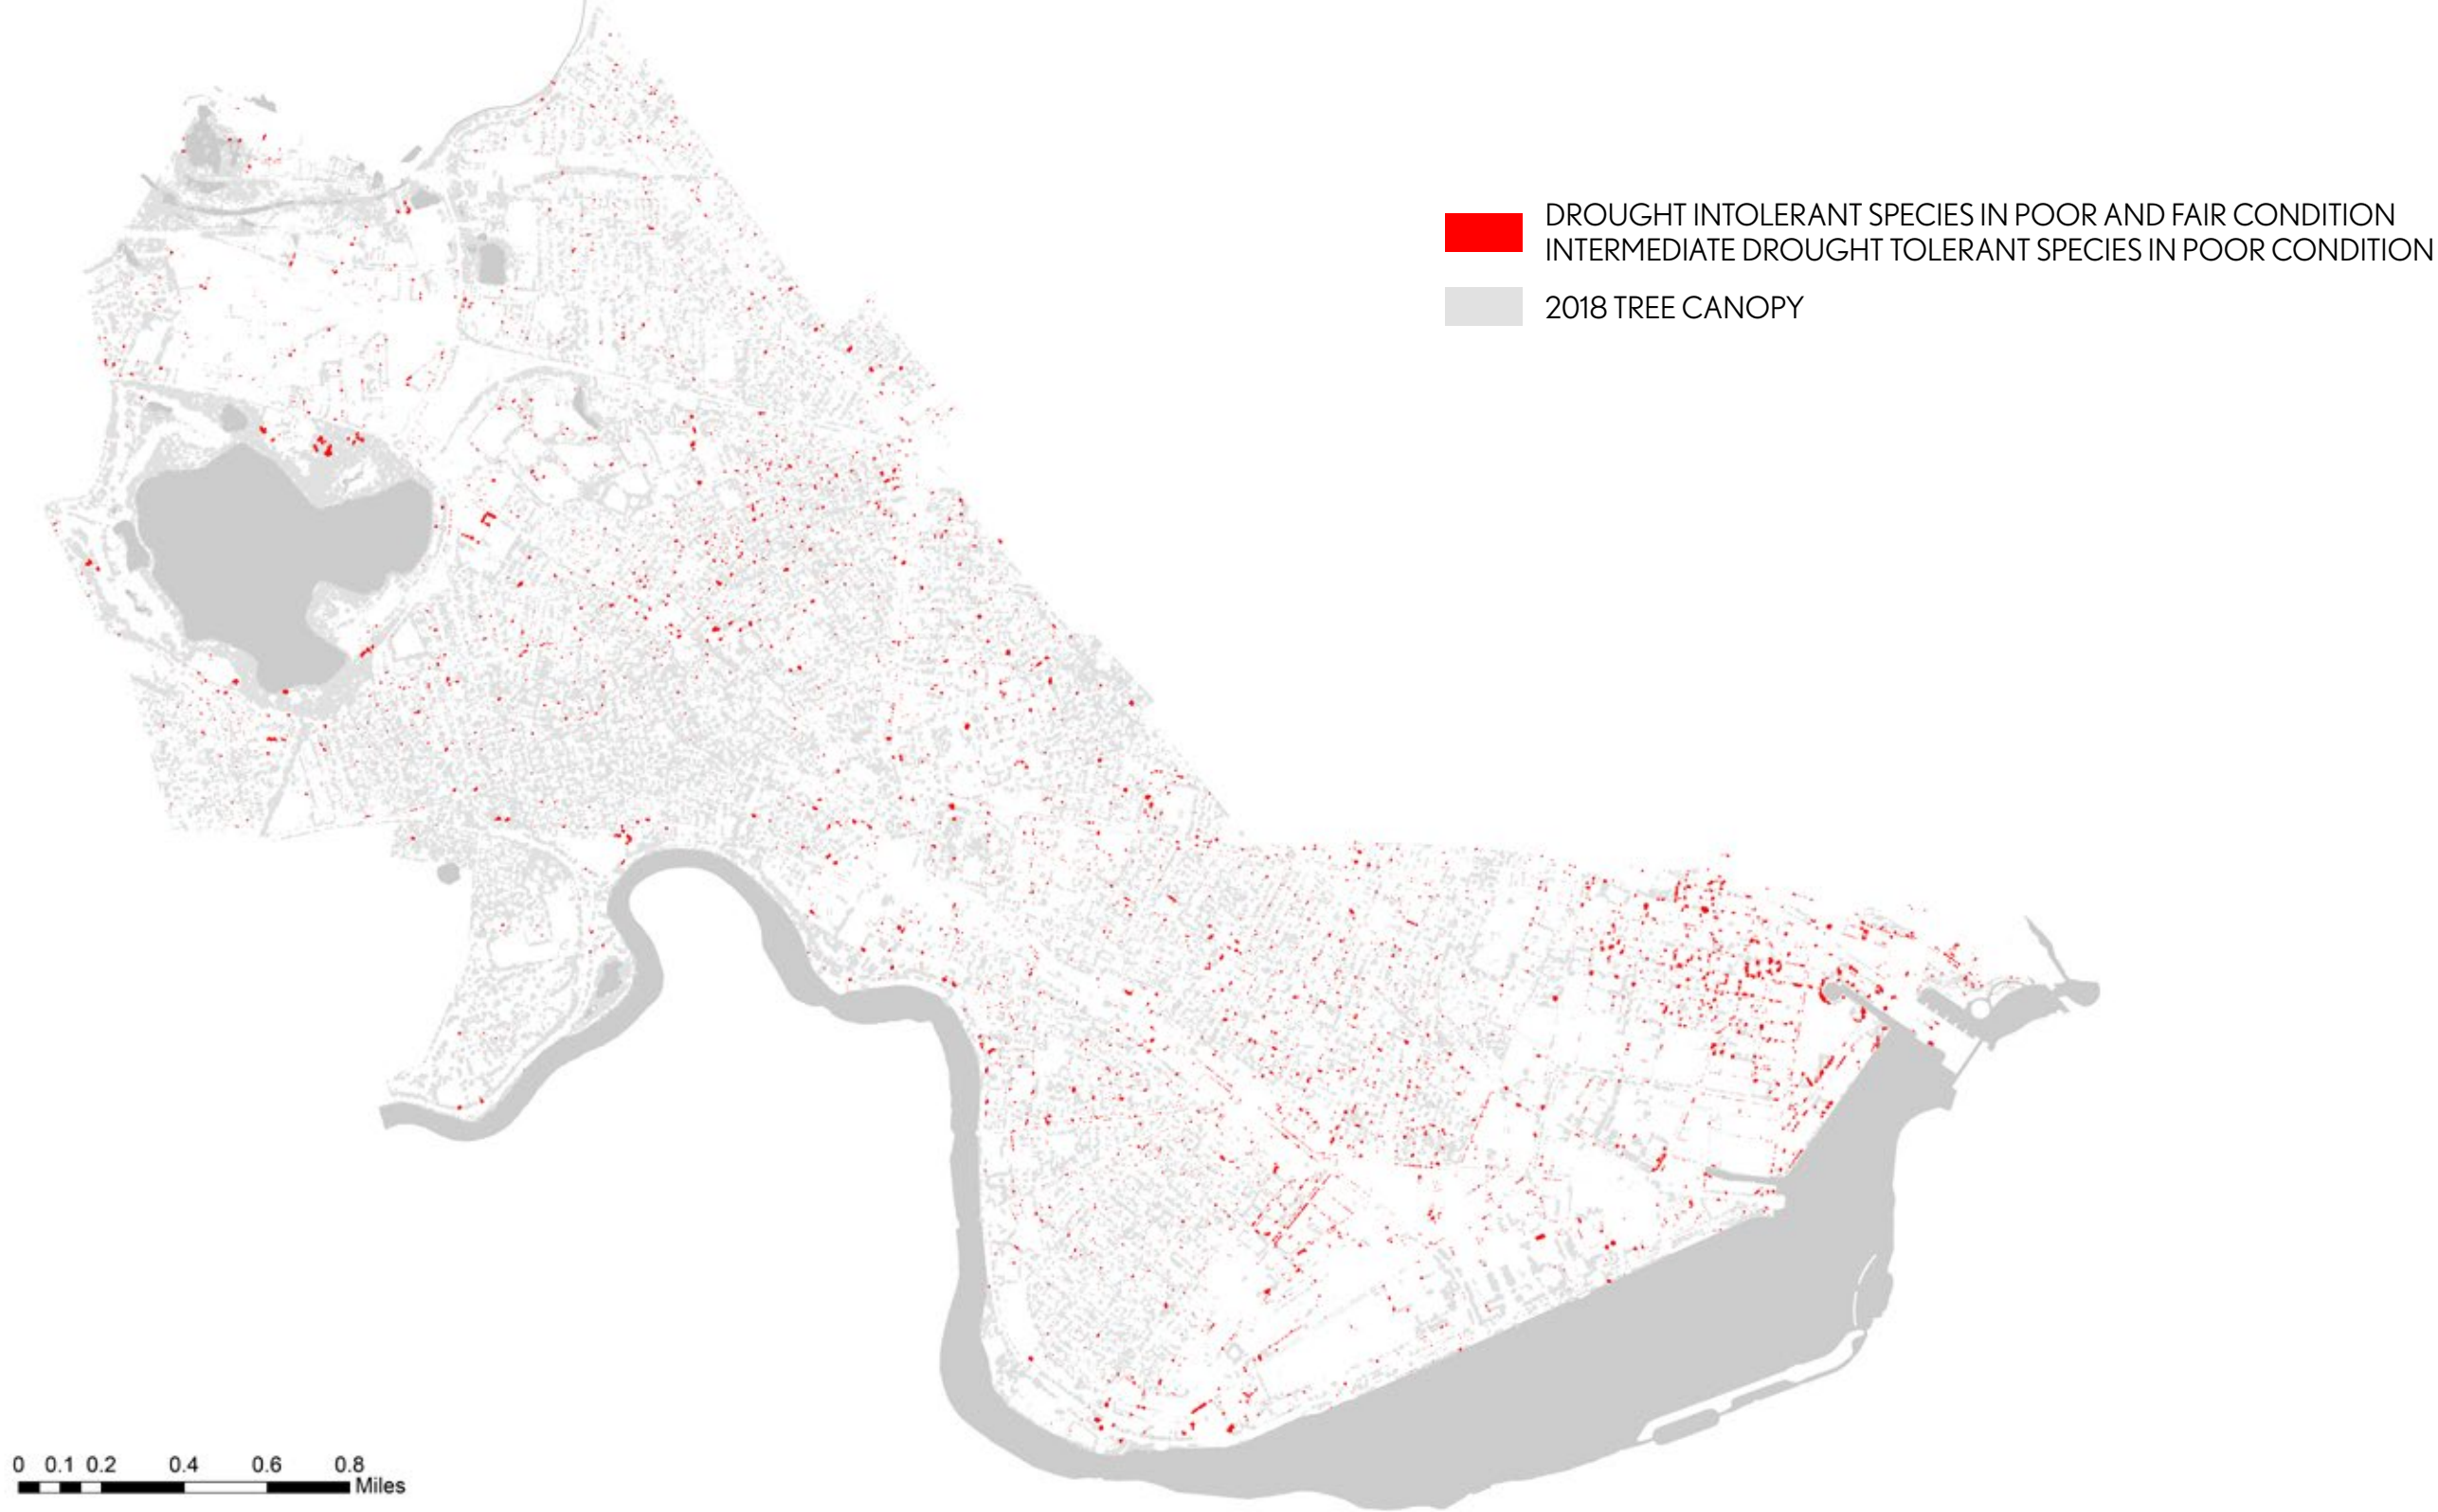 DROUGHT INTOLERANT SPECIES IN POOR AND FAIR CONDITION
INTERMEDIATE DROUGHT TOLERANT SPECIES IN POOR CONDITION
2018 TREE CANOPY
0 0.1 0.2 0.4 0.6 0.8
Miles